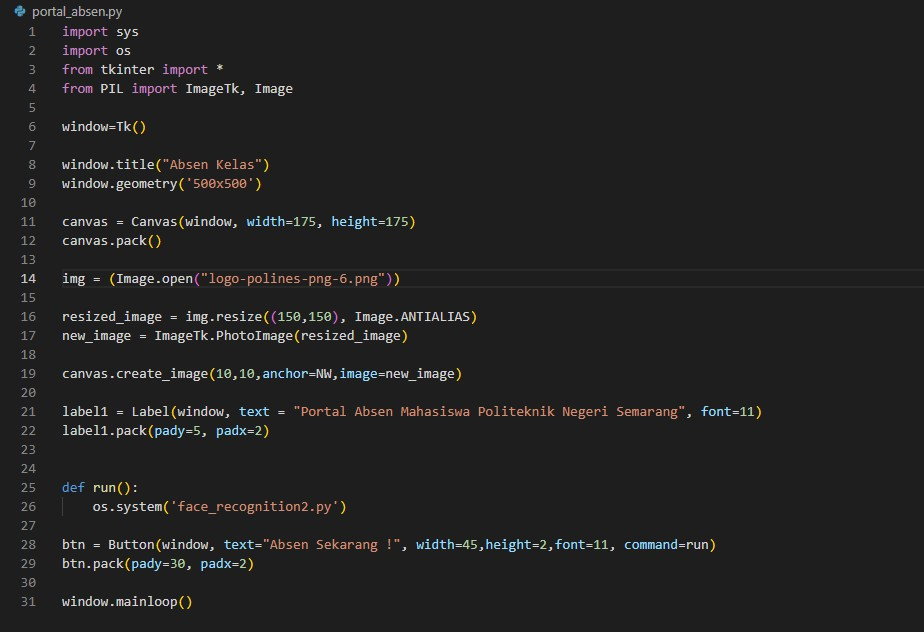 portal_absen.py
1 import sys
2 import os
3 from tkinter import *
4 from PIL import ImageTk, Image
5
6 window=Tk()
7
8 window.title("Absen Kelas")
9 window.geometry('500x500')
10
11 canvas = Canvas(window, width=175, height=175)
12 canvas.pack()
13
14 img = (Image.open("logo-polines-png-6.png"))
15
16 resized_image = img.resize((150,150), Image.ANTIALIAS)
17 new_image = ImageTk.PhotoImage(resized_image)
18
19 canvas.create_image(10,10,anchor=NW,image=new_image)
20
21 label1 = Label(window, text = "Portal Absen Mahasiswa Politeknik Negeri Semarang", font=11)
22 label1.pack(pady=5, padx=2)
23
24
25 def run():
26     os.system('face_recognition2.py')
27
28 btn = Button(window, text="Absen Sekarang !", width=45,height=2,font=11, command=run)
29 btn.pack(pady=30, padx=2)
30
31 window.mainloop()